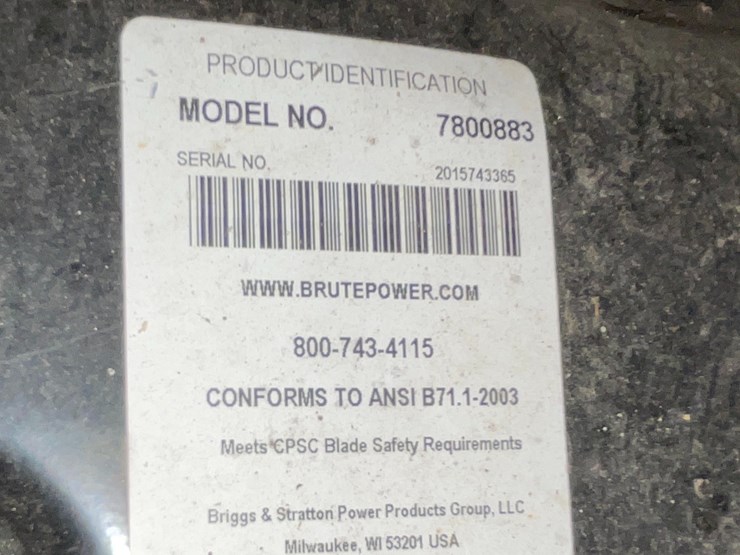 PRODUCT IDENTIFICATION
MODEL NO. 7800883
SERIAL NO. 2015743365
WWW.BRUTEPOWER.COM
800-743-4115
CONFORMS TO ANSI B71.1-2003
Meets CPSC Blade Safety Requirements
Briggs & Stratton Power Products Group, LLC
Milwaukee, WI 53201 USA